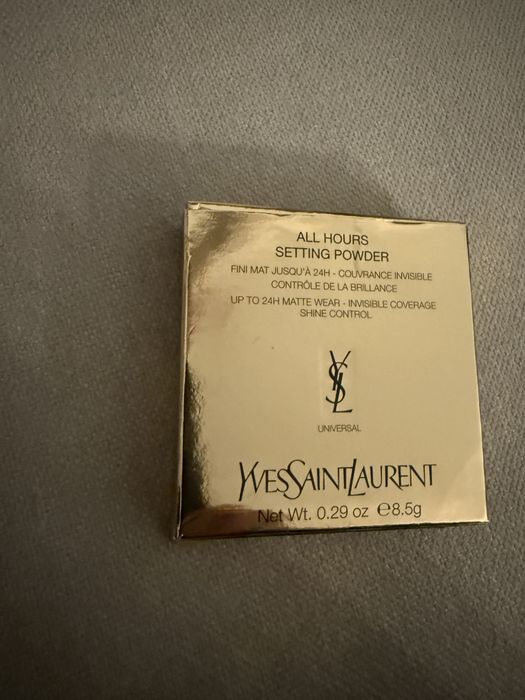 ALL HOURS
SETTING POWDER
FINI MAT JUSQU'À 24H - COUVRANCE INVISIBLE
CONTRÔLE DE LA BRILLANCE
UP TO 24H MATTE WEAR - INVISIBLE COVERAGE
SHINE CONTROL
YSL
UNIVERSAL
YVESSAINTLAURENT
Net Wt. 0.29 oz ℮8.5g